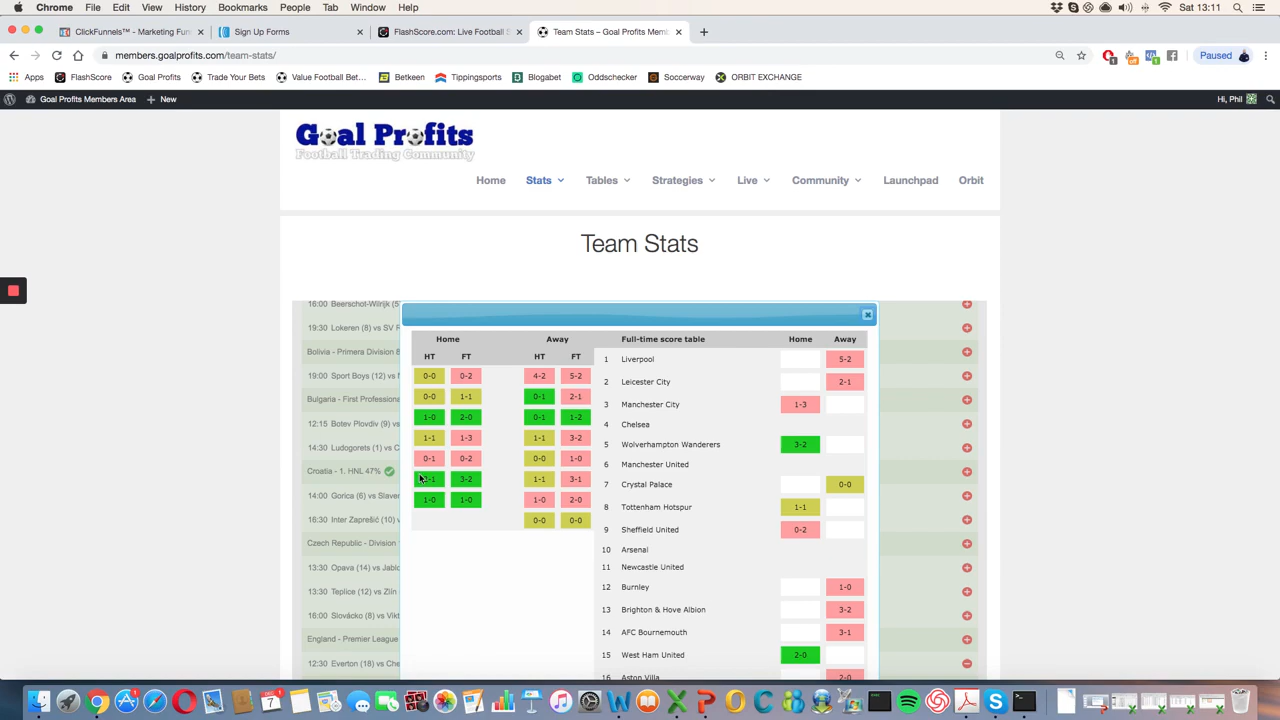 Chrome File Edit View History Bookmarks People Tab Window Help Sat 13:11
ClickFunnels™ - Marketing Fun × Sign Up Forms × FlashScore.com: Live Football S × Team Stats – Goal Profits Memb × +
members.goalprofits.com/team-stats/ Paused
Apps FlashScore Goal Profits Trade Your Bets Value Football Bet... Betkeen Tippingsports Blogabet Oddschecker Soccerway ORBIT EXCHANGE
Goal Profits Members Area + New Hi, Phil
Goal Profits
Football Trading Community
Home Stats Tables Strategies Live Community Launchpad Orbit
Team Stats
16:00 Beerschot-Wilrijk (5)
19:30 Lokeren (8) vs SV R
Bolivia - Primera Division 8
19:00 Sport Boys (12) vs
Bulgaria - First Professiona
12:15 Botev Plovdiv (9) vs
14:30 Ludogorets (1) vs C
Croatia - 1. HNL 47%
14:00 Gorica (6) vs Slaven
16:30 Inter Zaprešić (10) v
Czech Republic - Division
13:30 Opava (14) vs Jablo
13:30 Teplice (12) vs Zlín
16:00 Slovácko (8) vs Vikt
England - Premier League
12:30 Everton (18) vs Che
Home Away
HT FT HT FT
0-0 0-2 4-2 5-2
0-0 1-1 0-1 2-1
1-0 2-0 0-1 1-2
1-1 1-3 1-1 3-2
0-1 0-2 0-0 1-0
-1 3-2 1-1 3-1
1-0 1-0 1-0 2-0
0-0 0-0
Full-time score table Home Away
1 Liverpool 5-2
2 Leicester City 2-1
3 Manchester City 1-3
4 Chelsea
5 Wolverhampton Wanderers 3-2
6 Manchester United
7 Crystal Palace 0-0
8 Tottenham Hotspur 1-1
9 Sheffield United 0-2
10 Arsenal
11 Newcastle United
12 Burnley 1-0
13 Brighton & Hove Albion 3-2
14 AFC Bournemouth 3-1
15 West Ham United 2-0
16 Aston Villa 2-0